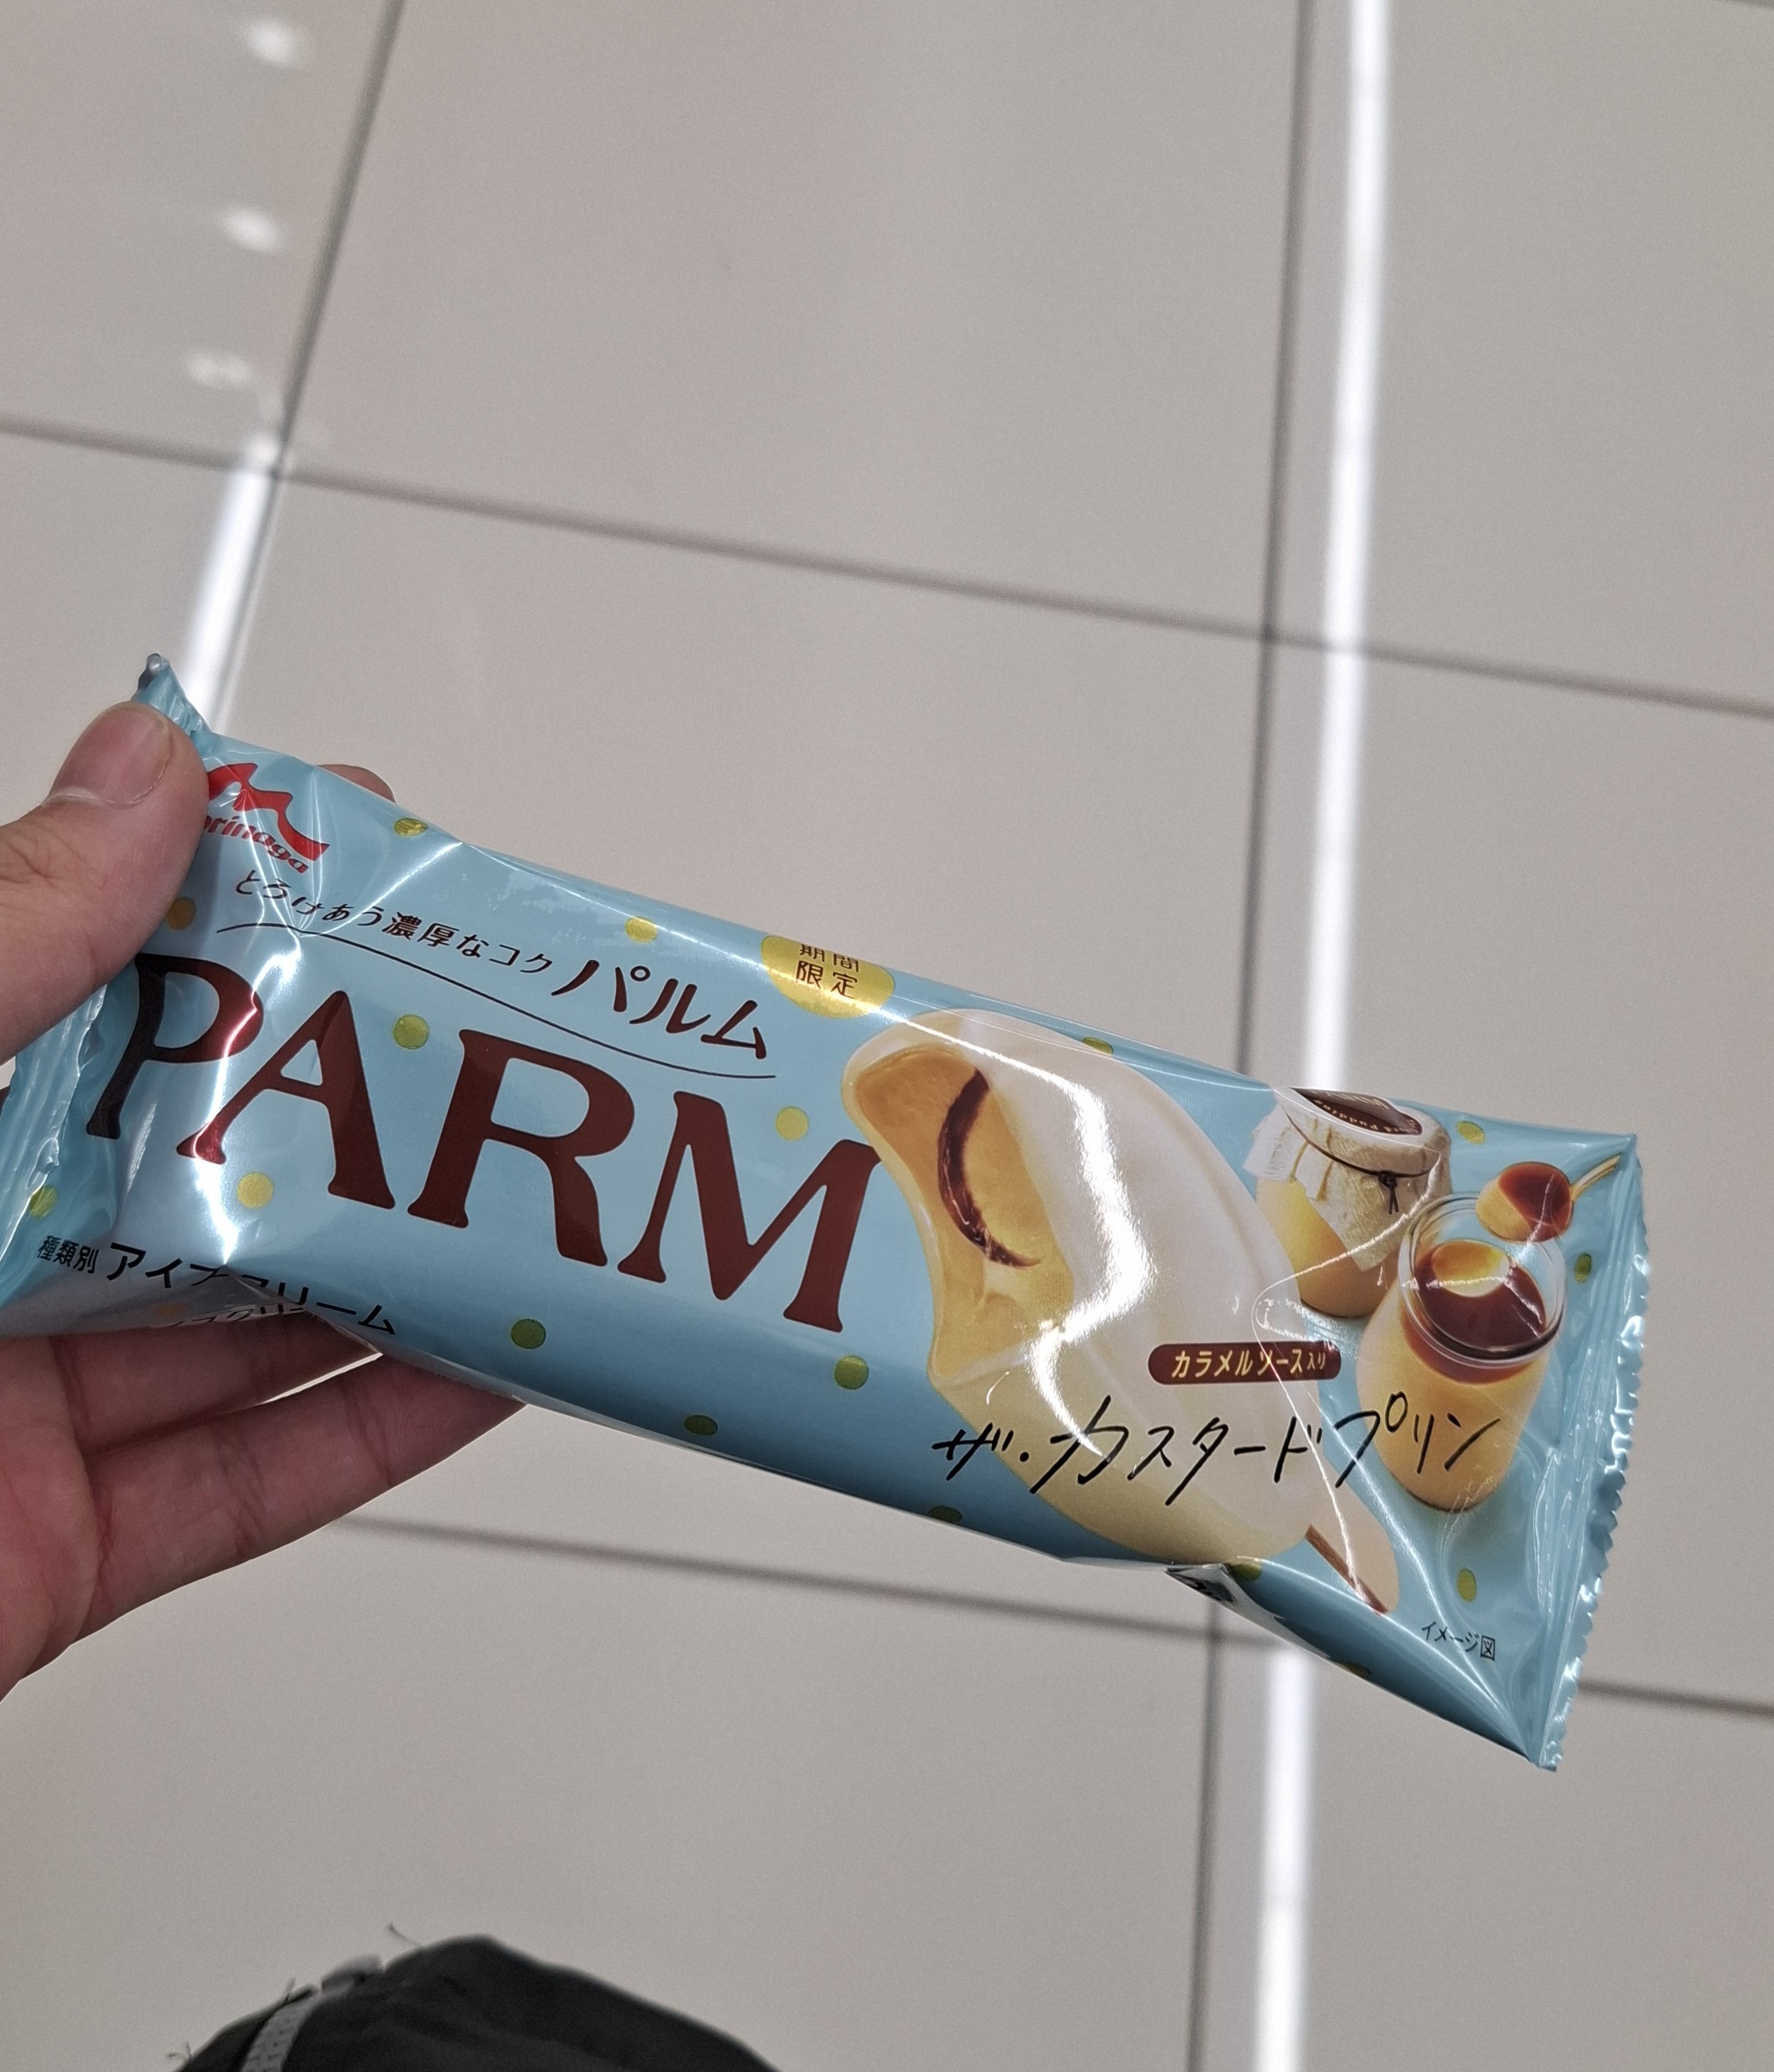 morinaga
とろけあう濃厚なコク パルム
期間
限定
PARM
種類別 アイスクリーム
カラメルソース入り
ザ・カスタードプリン
イメージ図